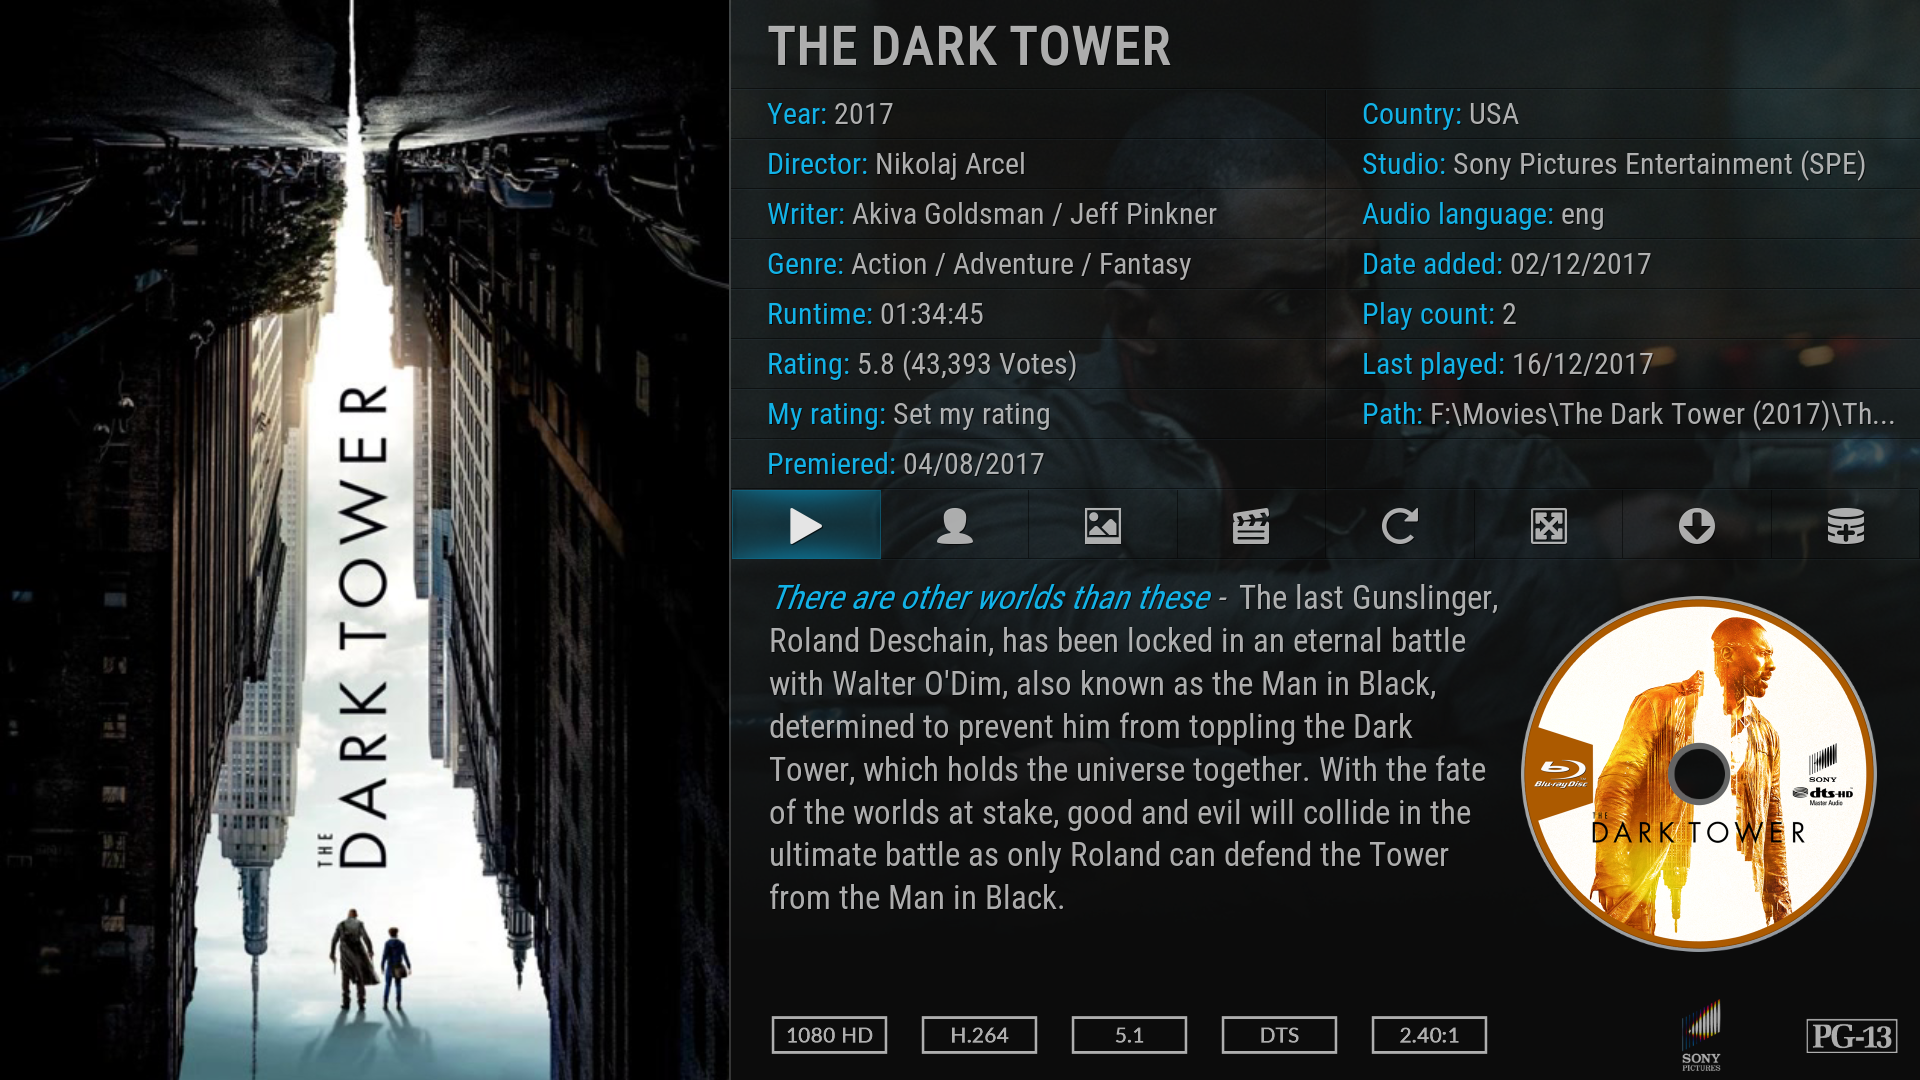 THE
DARK TOWER
THE DARK TOWER
Year: 2017
Director: Nikolaj Arcel
Writer: Akiva Goldsman / Jeff Pinkner
Genre: Action / Adventure / Fantasy
Runtime: 01:34:45
Rating: 5.8 (43,393 Votes)
My rating: Set my rating
Premiered: 04/08/2017
Country: USA
Studio: Sony Pictures Entertainment (SPE)
Audio language: eng
Date added: 02/12/2017
Play count: 2
Last played: 16/12/2017
Path: F:\Movies\The Dark Tower (2017)\Th...
There are other worlds than these - The last Gunslinger,
Roland Deschain, has been locked in an eternal battle
with Walter O'Dim, also known as the Man in Black,
determined to prevent him from toppling the Dark
Tower, which holds the universe together. With the fate
of the worlds at stake, good and evil will collide in the
ultimate battle as only Roland can defend the Tower
from the Man in Black.
Blu-ray Disc
SONY
dts-HD
Master Audio
THE
DARK TOWER
1080 HD
H.264
5.1
DTS
2.40:1
SONY
PICTURES
PG-13